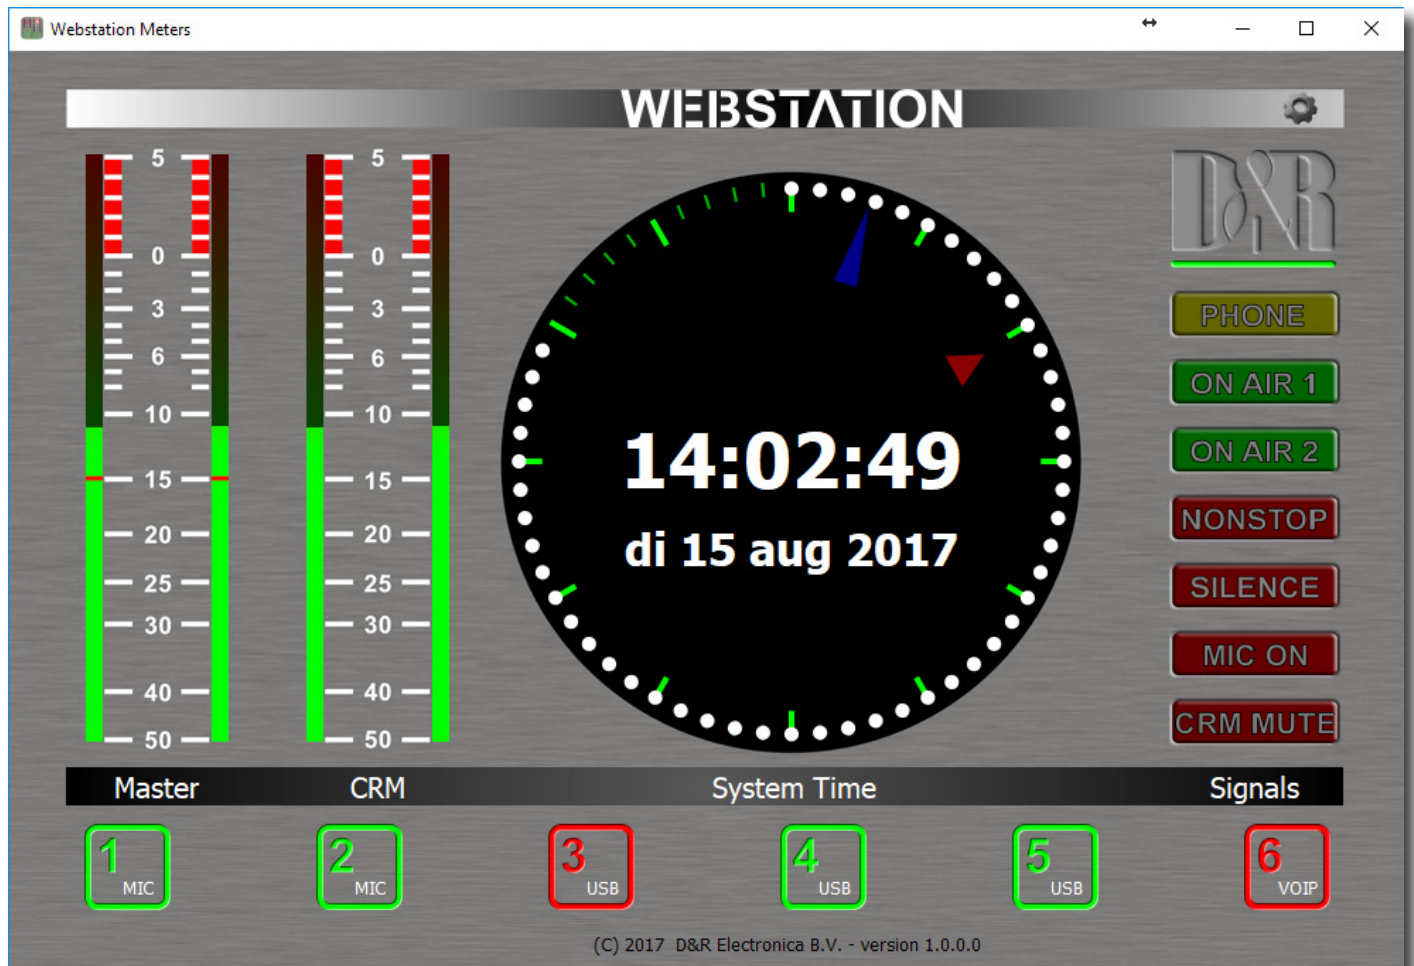 Webstation Meters
WEBSTATION
D&R
5 5
0 0
3 3
6 6
10 10
15 15
20 20
25 25
30 30
40 40
50 50
14:02:49
di 15 aug 2017
PHONE
ON AIR 1
ON AIR 2
NONSTOP
SILENCE
MIC ON
CRM MUTE
Master CRM System Time Signals
1 MIC
2 MIC
3 USB
4 USB
5 USB
6 VOIP
(C) 2017 D&R Electronica B.V. - version 1.0.0.0